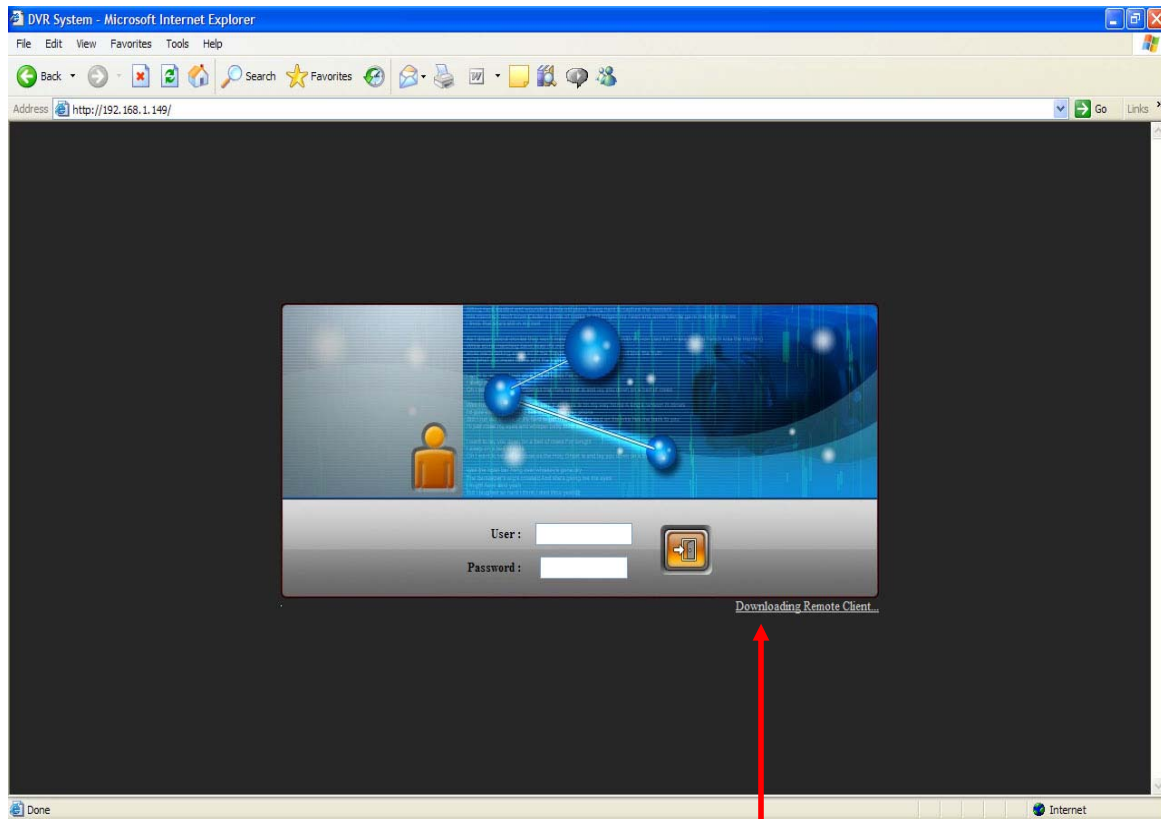 DVR System - Microsoft Internet Explorer
File Edit View Favorites Tools Help
Back Search Favorites
Address http://192.168.1.149/ Go Links
User :
Password :
Downloading Remote Client...
Done Internet